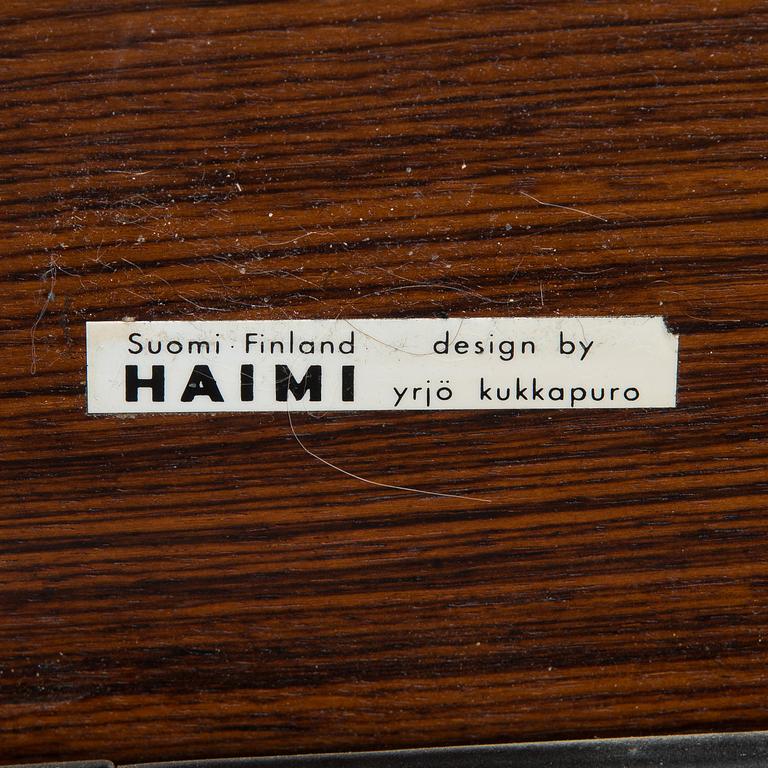 Suomi · Finland
HAIMI
design by
yrjö kukkapuro